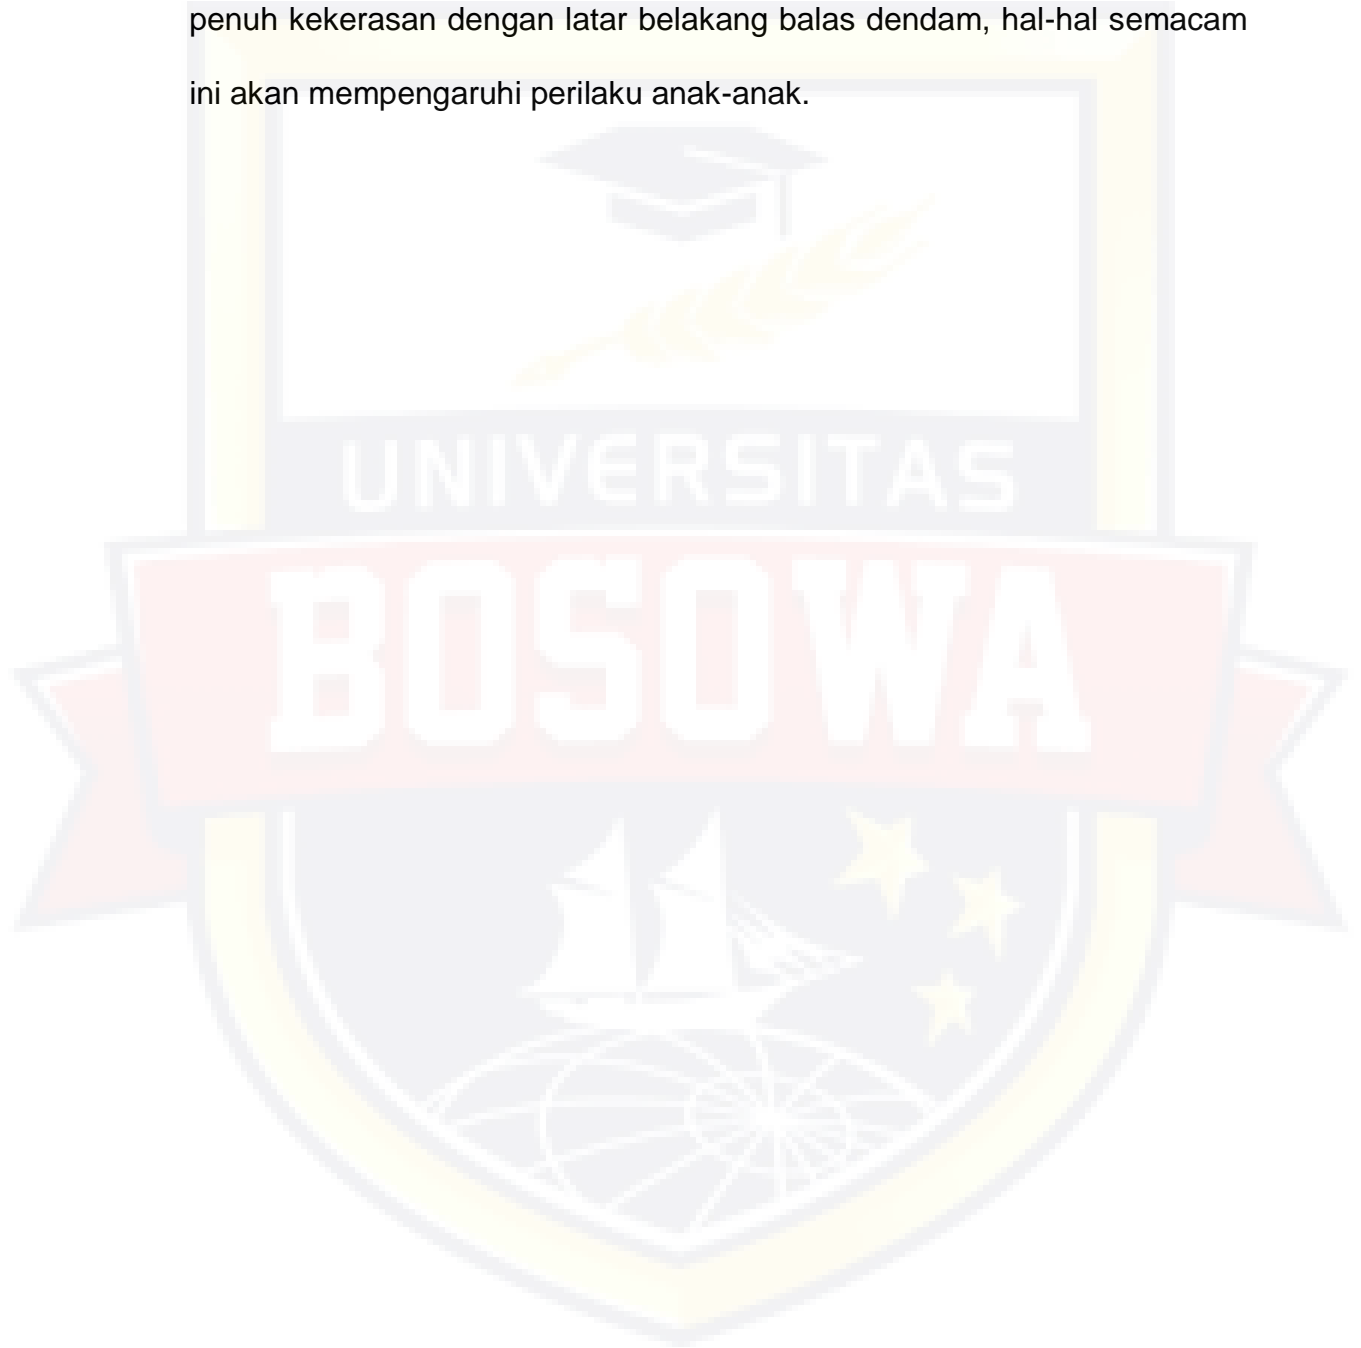 penuh kekerasan dengan latar belakang balas dendam, hal-hal semacam
ini akan mempengaruhi perilaku anak-anak.
UNIVERSITAS
BOSOWA